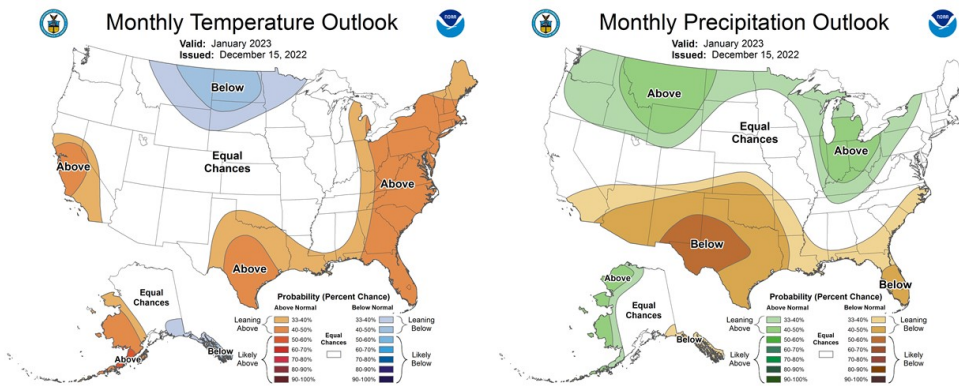 Monthly Temperature Outlook
Valid: January 2023
Issued: December 15, 2022
NOAA
Below
Equal
Chances
Above
Above
Above
Equal
Chances
Above
Below
Probability (Percent Chance)
Above Normal
Below Normal
Leaning
Above
33-40%
40-50%
33-40%
40-50%
Leaning
Below
Likely
Above
50-60%
60-70%
70-80%
80-90%
90-100%
Equal
Chances
50-60%
60-70%
70-80%
80-90%
90-100%
Likely
Below
Monthly Precipitation Outlook
Valid: January 2023
Issued: December 15, 2022
NOAA
Above
Equal
Chances
Above
Below
Below
Above
Equal
Chances
Below
Probability (Percent Chance)
Above Normal
Below Normal
Leaning
Above
33-40%
40-50%
33-40%
40-50%
Leaning
Below
Likely
Above
50-60%
60-70%
70-80%
80-90%
90-100%
Equal
Chances
50-60%
60-70%
70-80%
80-90%
90-100%
Likely
Below